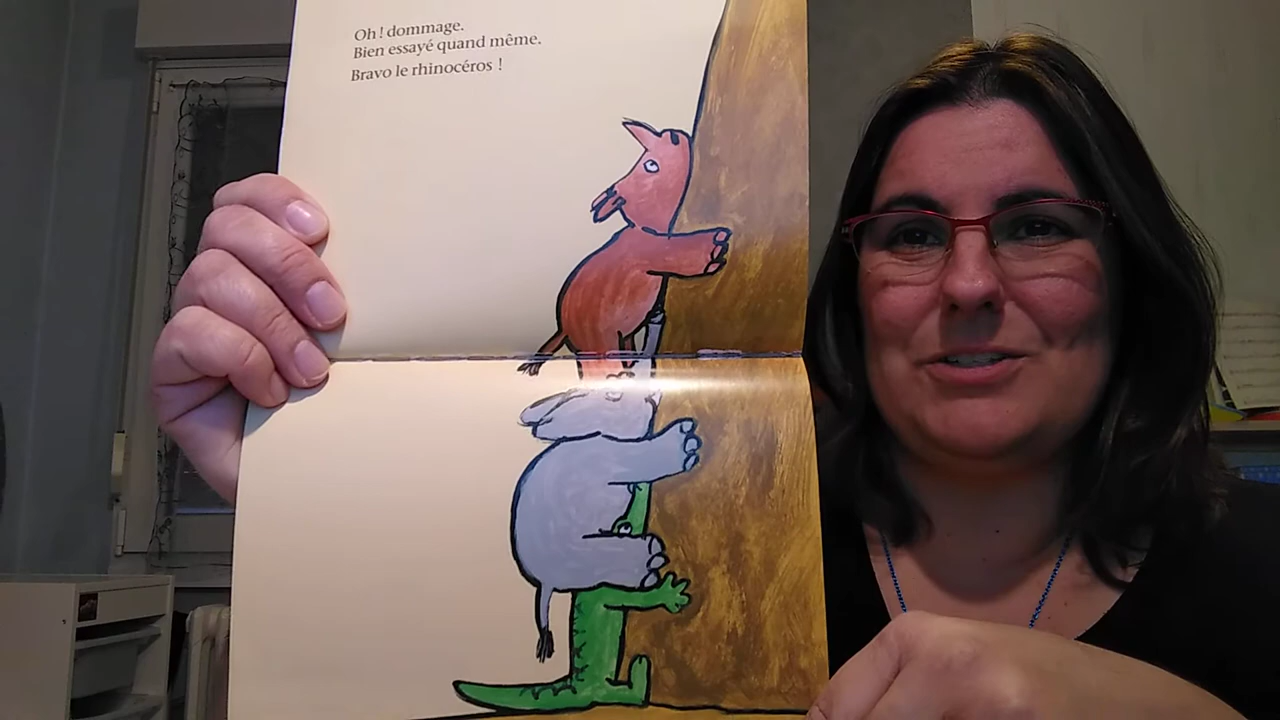 Oh ! dommage.
Bien essayé quand même.
Bravo le rhinocéros !